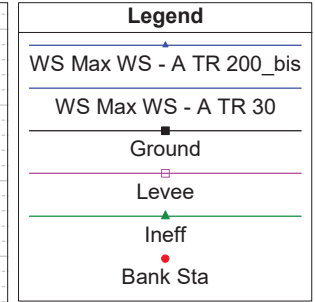 Legend
WS Max WS - A TR 200_bis
WS Max WS - A TR 30
Ground
Levee
Ineff
Bank Sta